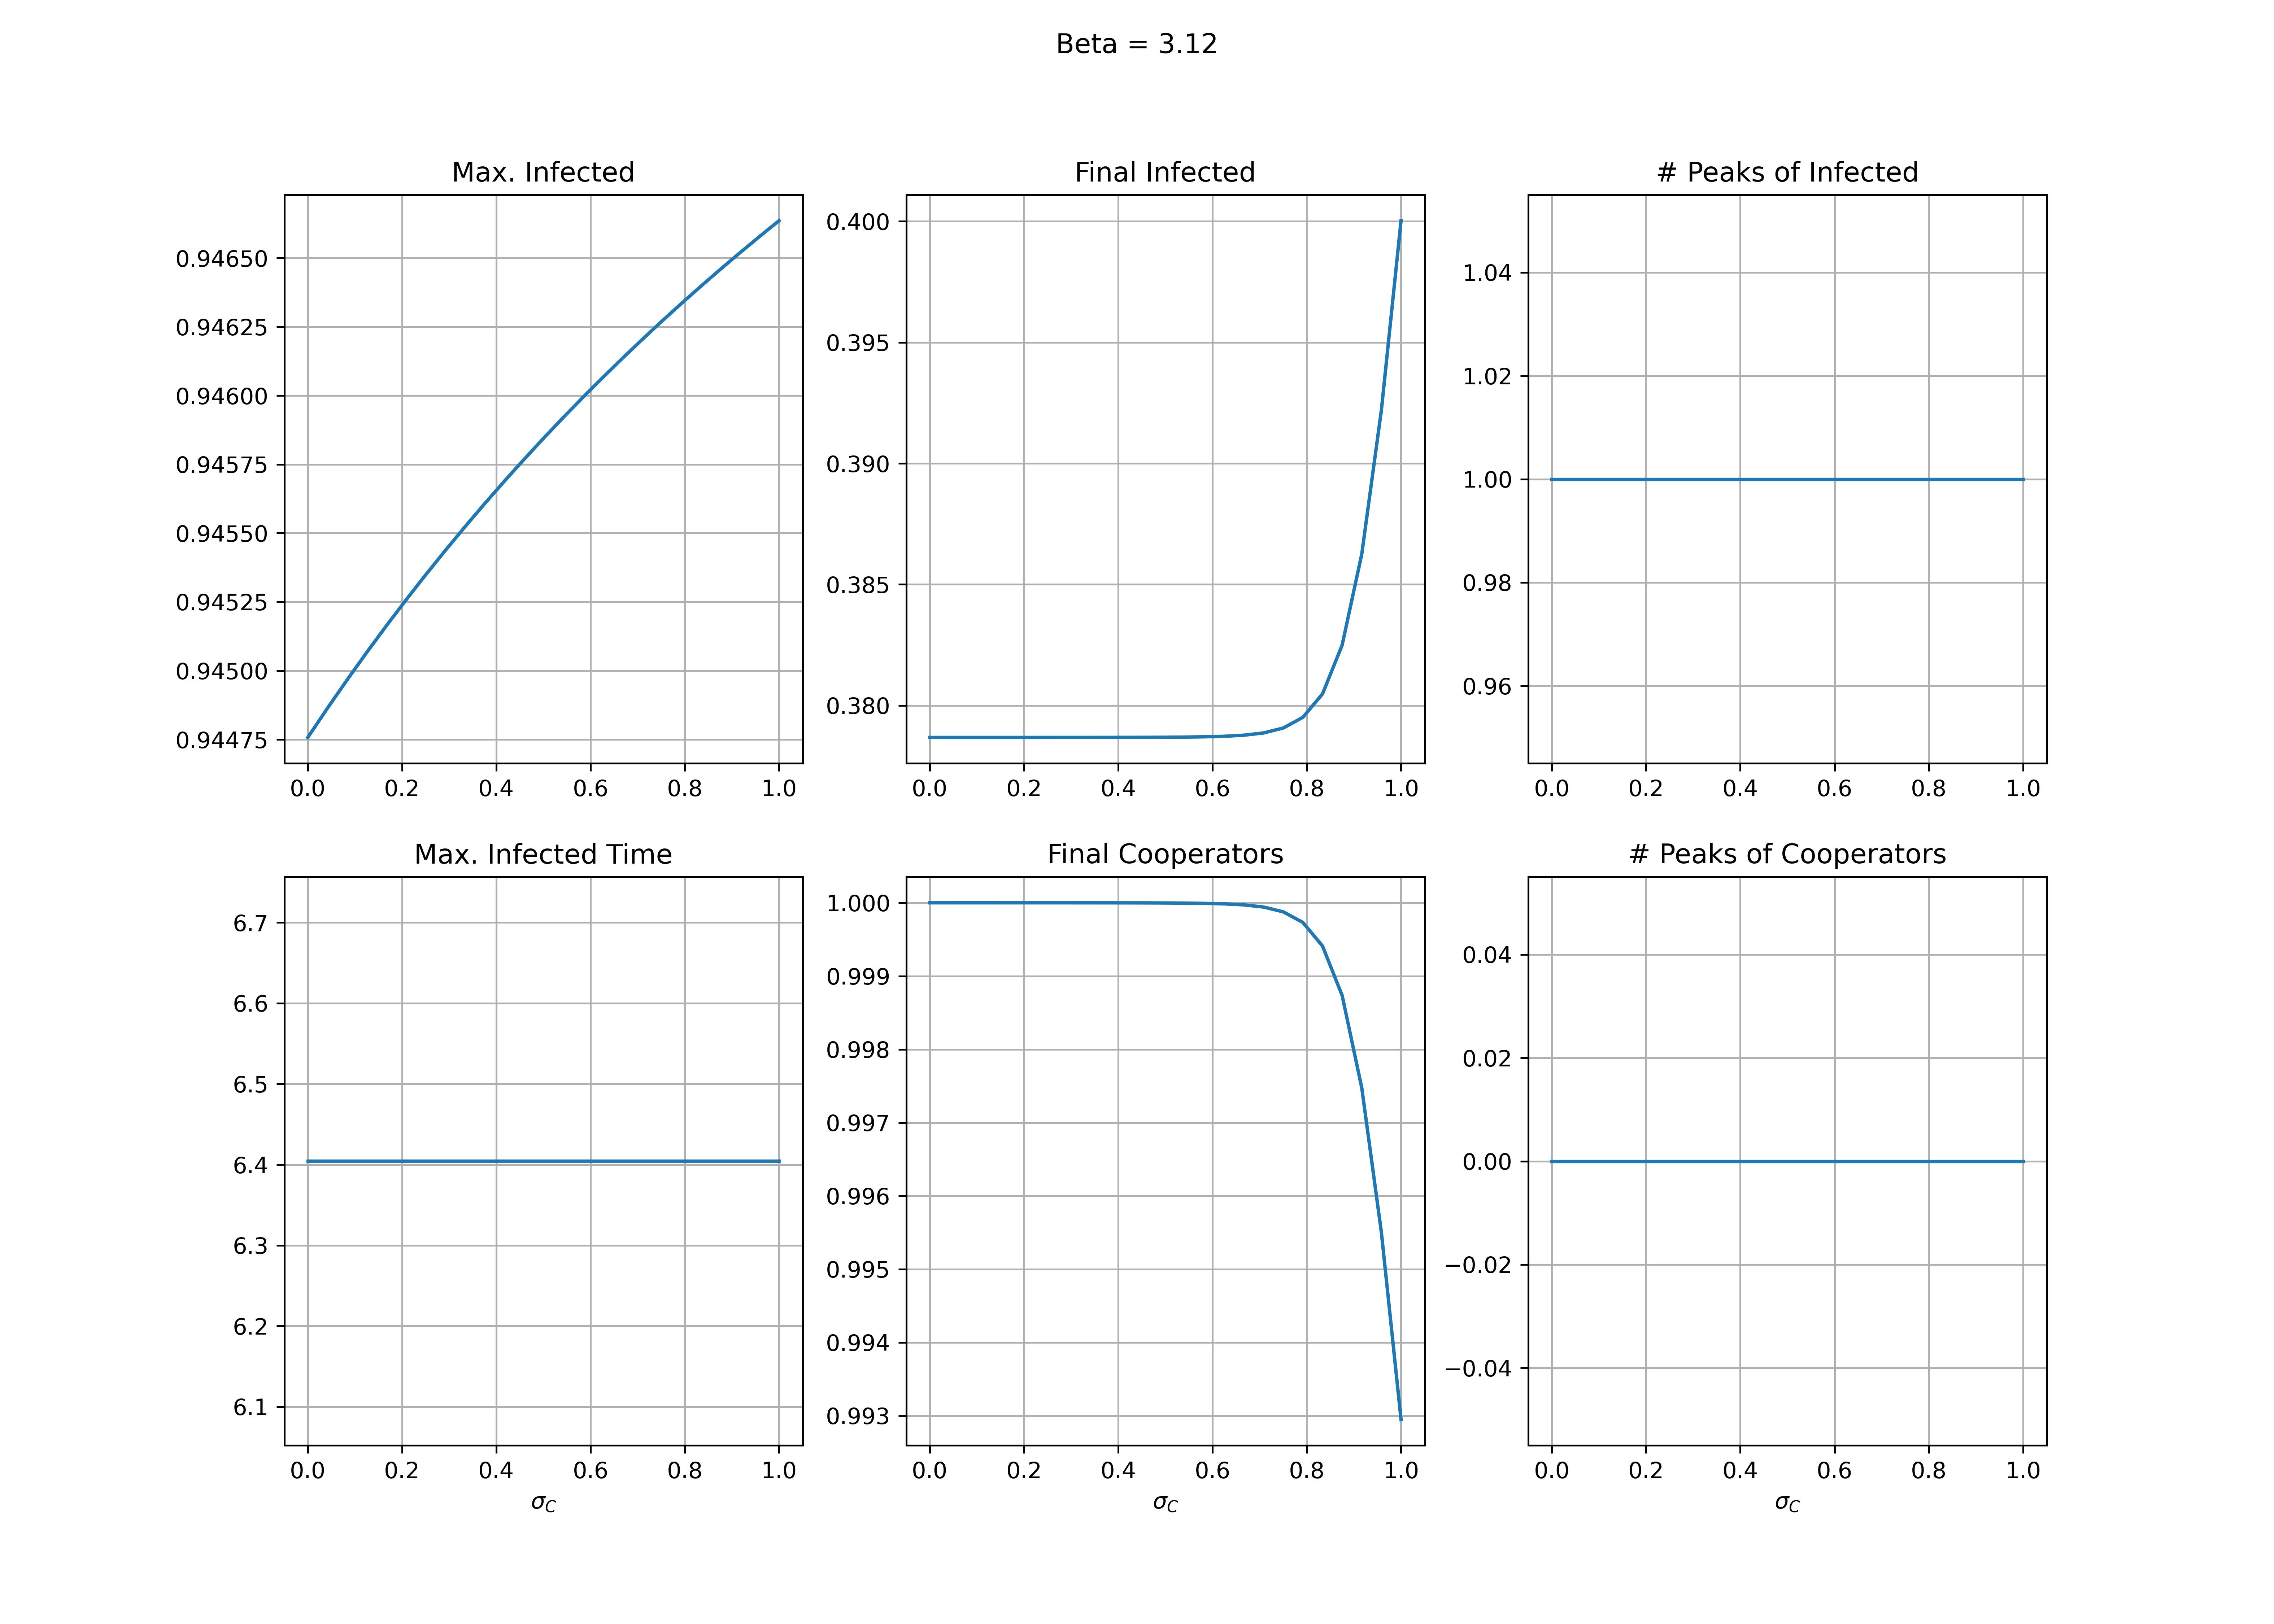 Beta = 3.12
Max. Infected
0.94650
0.94625
0.94600
0.94575
0.94550
0.94525
0.94500
0.94475
0.0 0.2 0.4 0.6 0.8 1.0
Final Infected
0.400
0.395
0.390
0.385
0.380
0.0 0.2 0.4 0.6 0.8 1.0
# Peaks of Infected
1.04
1.02
1.00
0.98
0.96
0.0 0.2 0.4 0.6 0.8 1.0
Max. Infected Time
6.7
6.6
6.5
6.4
6.3
6.2
6.1
0.0 0.2 0.4 0.6 0.8 1.0
σC
Final Cooperators
1.000
0.999
0.998
0.997
0.996
0.995
0.994
0.993
0.0 0.2 0.4 0.6 0.8 1.0
σC
# Peaks of Cooperators
0.04
0.02
0.00
−0.02
−0.04
0.0 0.2 0.4 0.6 0.8 1.0
σC